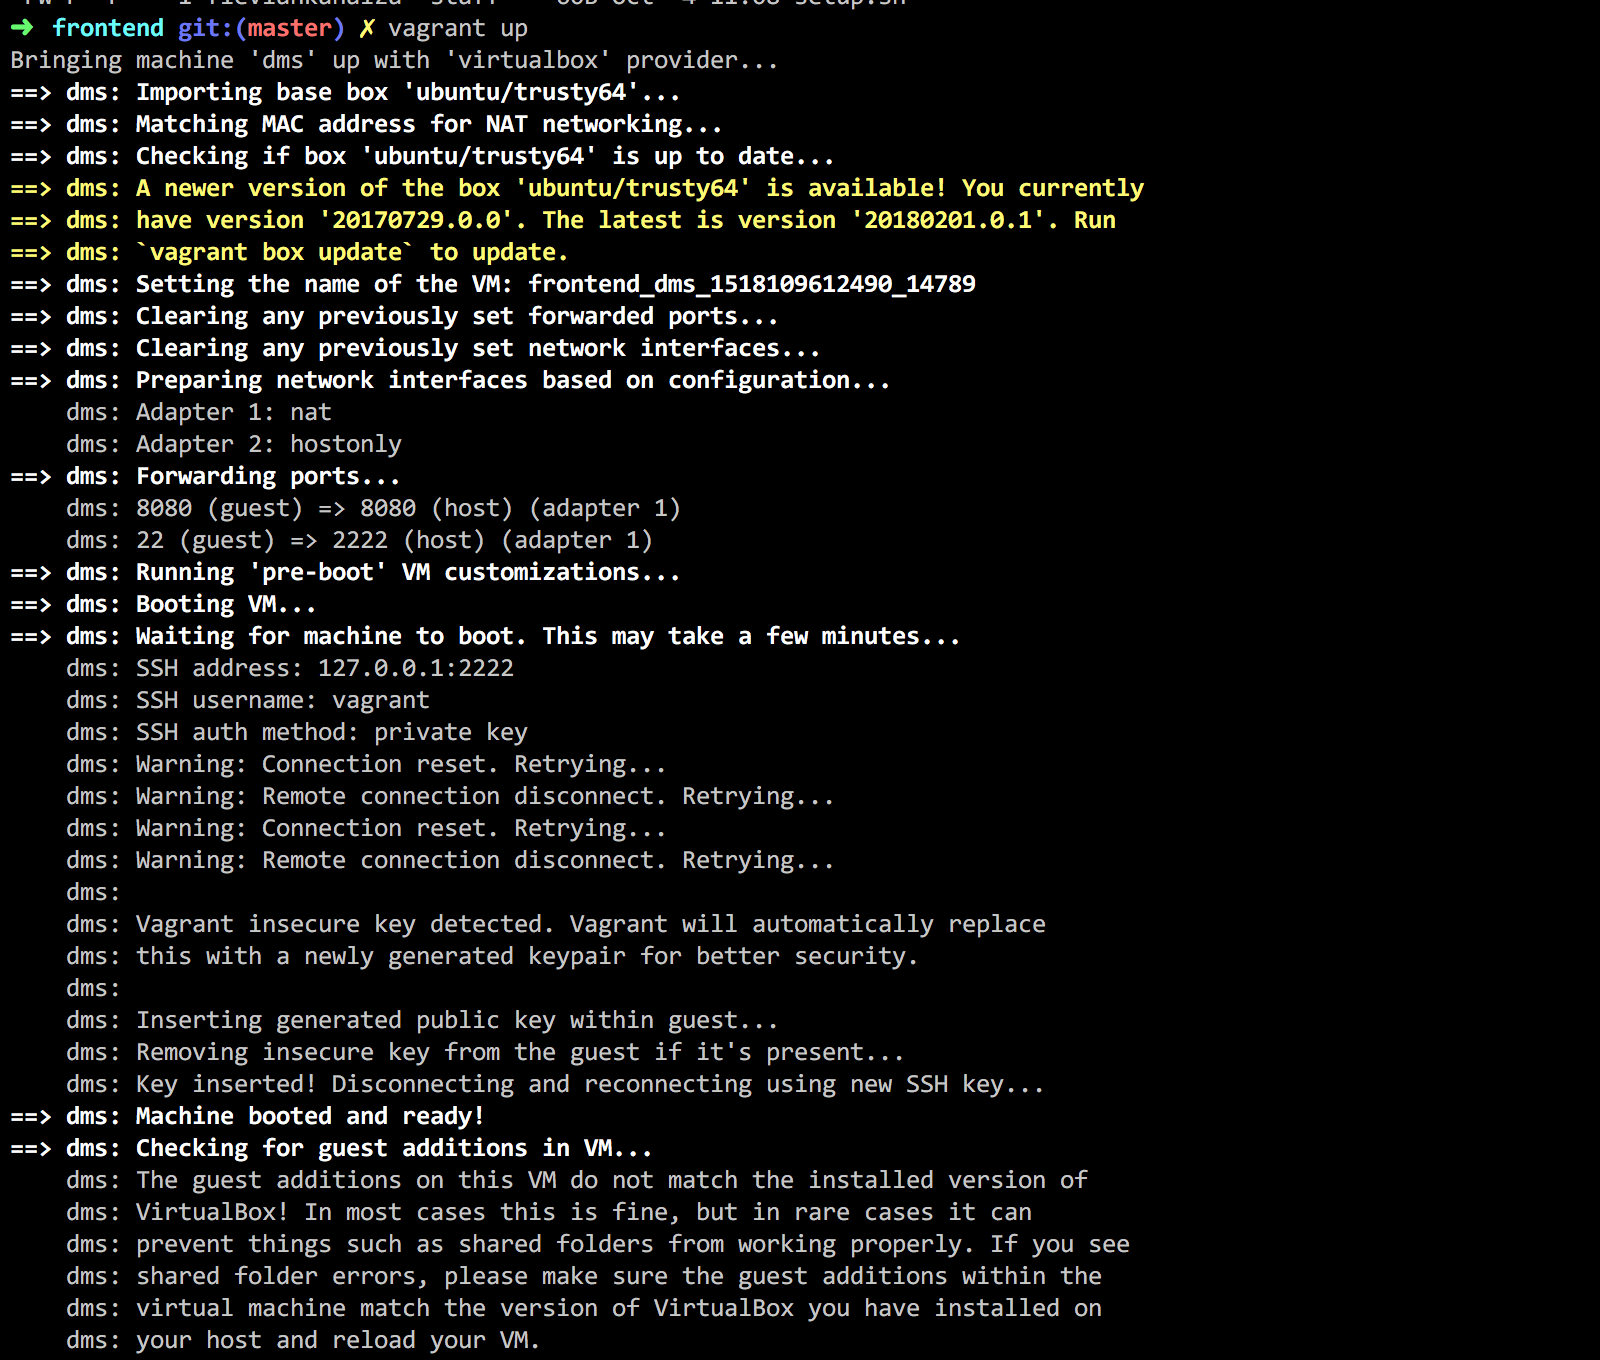 ➜ frontend git:(master) ✗ vagrant up
Bringing machine 'dms' up with 'virtualbox' provider...
==> dms: Importing base box 'ubuntu/trusty64'...
==> dms: Matching MAC address for NAT networking...
==> dms: Checking if box 'ubuntu/trusty64' is up to date...
==> dms: A newer version of the box 'ubuntu/trusty64' is available! You currently
==> dms: have version '20170729.0.0'. The latest is version '20180201.0.1'. Run
==> dms: `vagrant box update` to update.
==> dms: Setting the name of the VM: frontend_dms_1518109612490_14789
==> dms: Clearing any previously set forwarded ports...
==> dms: Clearing any previously set network interfaces...
==> dms: Preparing network interfaces based on configuration...
    dms: Adapter 1: nat
    dms: Adapter 2: hostonly
==> dms: Forwarding ports...
    dms: 8080 (guest) => 8080 (host) (adapter 1)
    dms: 22 (guest) => 2222 (host) (adapter 1)
==> dms: Running 'pre-boot' VM customizations...
==> dms: Booting VM...
==> dms: Waiting for machine to boot. This may take a few minutes...
    dms: SSH address: 127.0.0.1:2222
    dms: SSH username: vagrant
    dms: SSH auth method: private key
    dms: Warning: Connection reset. Retrying...
    dms: Warning: Remote connection disconnect. Retrying...
    dms: Warning: Connection reset. Retrying...
    dms: Warning: Remote connection disconnect. Retrying...
    dms:
    dms: Vagrant insecure key detected. Vagrant will automatically replace
    dms: this with a newly generated keypair for better security.
    dms:
    dms: Inserting generated public key within guest...
    dms: Removing insecure key from the guest if it's present...
    dms: Key inserted! Disconnecting and reconnecting using new SSH key...
==> dms: Machine booted and ready!
==> dms: Checking for guest additions in VM...
    dms: The guest additions on this VM do not match the installed version of
    dms: VirtualBox! In most cases this is fine, but in rare cases it can
    dms: prevent things such as shared folders from working properly. If you see
    dms: shared folder errors, please make sure the guest additions within the
    dms: virtual machine match the version of VirtualBox you have installed on
    dms: your host and reload your VM.